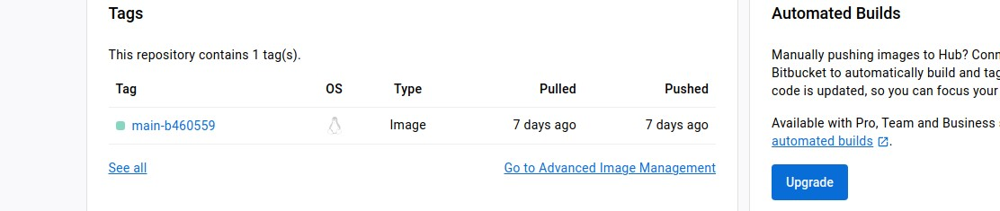 Tags
This repository contains 1 tag(s).
Tag OS Type Pulled Pushed
main-b460559 Image 7 days ago 7 days ago
See all Go to Advanced Image Management
Automated Builds
Manually pushing images to Hub? Conn
Bitbucket to automatically build and tag
code is updated, so you can focus your
Available with Pro, Team and Business
automated builds.
Upgrade